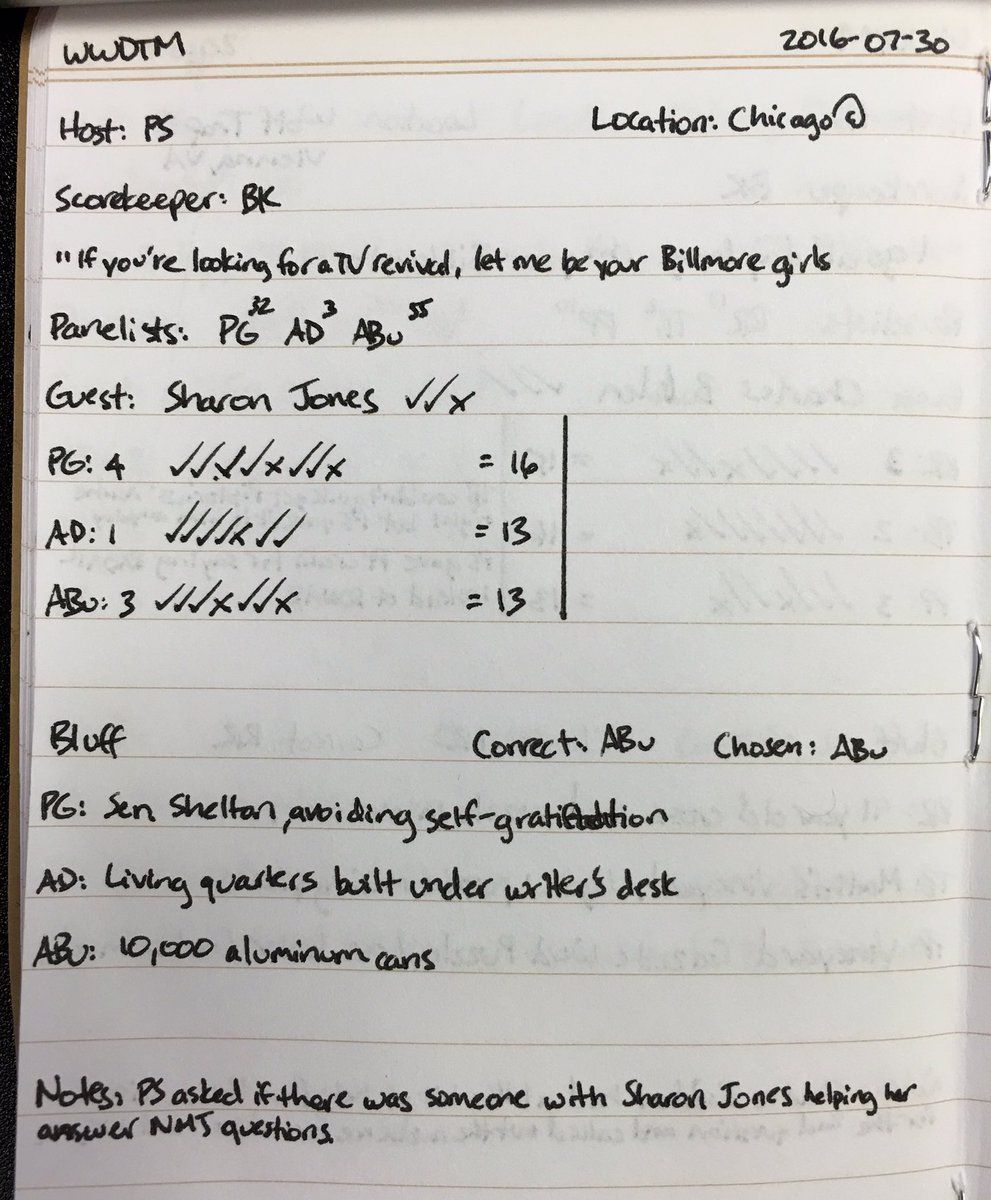 WWDTM 2016-07-30
Host: PS Location: Chicago
Scorekeeper: BK
"If you're looking for a TV revived, let me be your Billmore girls
Panelists: PG 32 AD 3 ABu 55
Guest: Sharon Jones ✓✓x
PG: 4 ✓✓✓✓x✓✓x = 16
AD: 1 ✓✓✓✓x✓✓ = 13
ABu: 3 ✓✓✓x✓✓x = 13
Bluff Correct: ABu Chosen: ABu
PG: Sen Shelton, avoiding self-gratification
AD: Living quarters built under writer's desk
ABu: 10,000 aluminum cans
Notes: PS asked if there was someone with Sharon Jones helping her
answer NMJ questions.